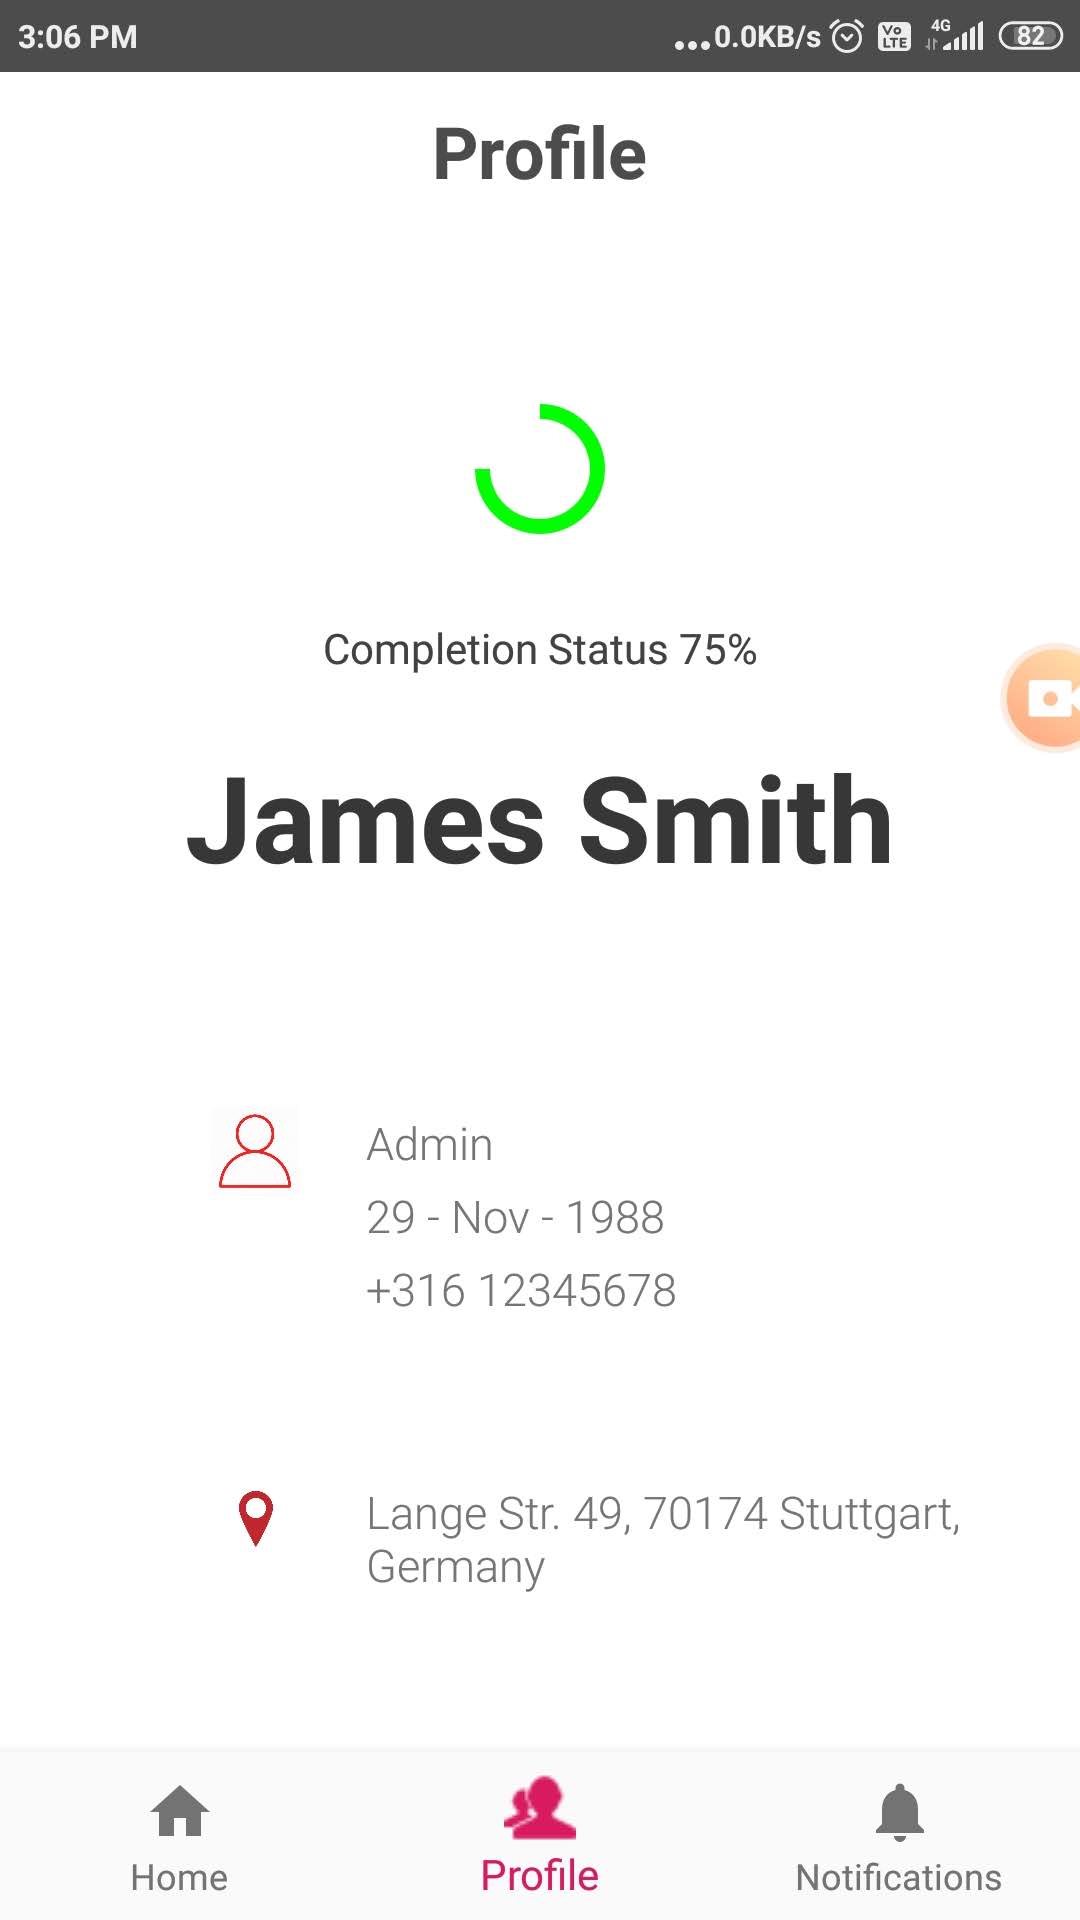 3:06 PM
...0.0KB/s Vo LTE 4G 82
Profile
Completion Status 75%
James Smith
Admin
29 - Nov - 1988
+316 12345678
Lange Str. 49, 70174 Stuttgart,
Germany
Home Profile Notifications